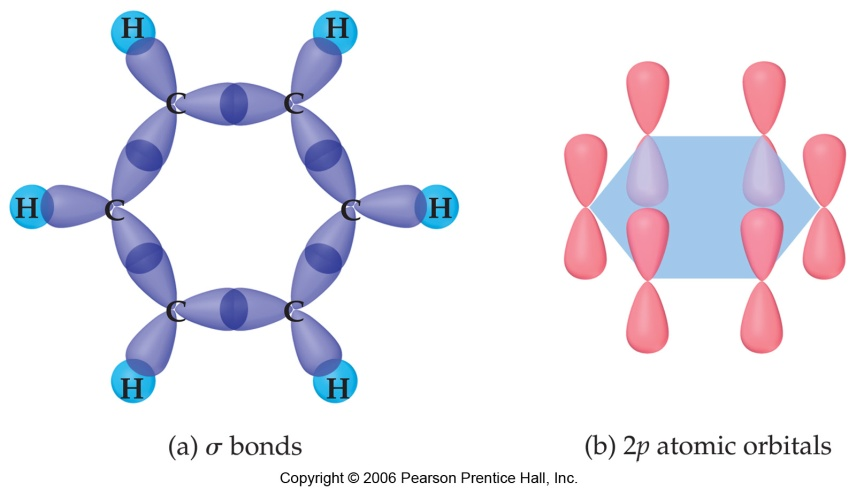 H H
C C
H C C H
C C
H H
(a) σ bonds
(b) 2p atomic orbitals
Copyright © 2006 Pearson Prentice Hall, Inc.